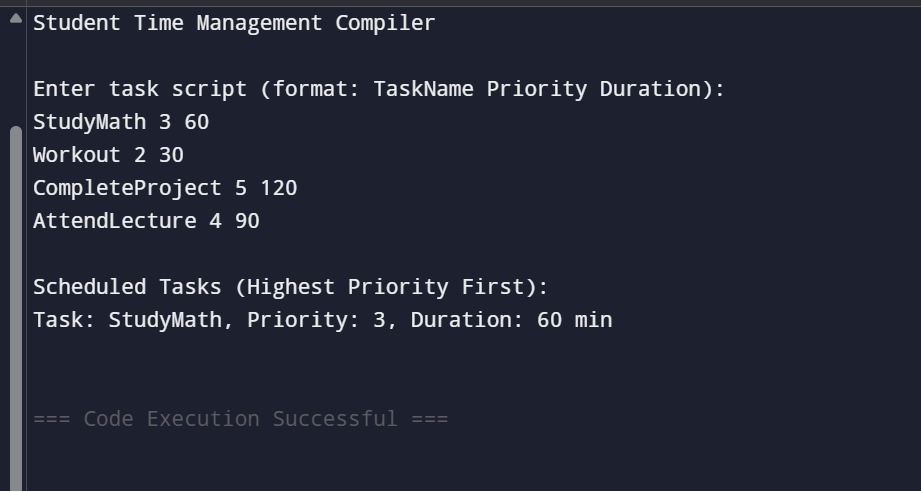 Student Time Management Compiler
Enter task script (format: TaskName Priority Duration):
StudyMath 3 60
Workout 2 30
CompleteProject 5 120
AttendLecture 4 90
Scheduled Tasks (Highest Priority First):
Task: StudyMath, Priority: 3, Duration: 60 min
=== Code Execution Successful ===